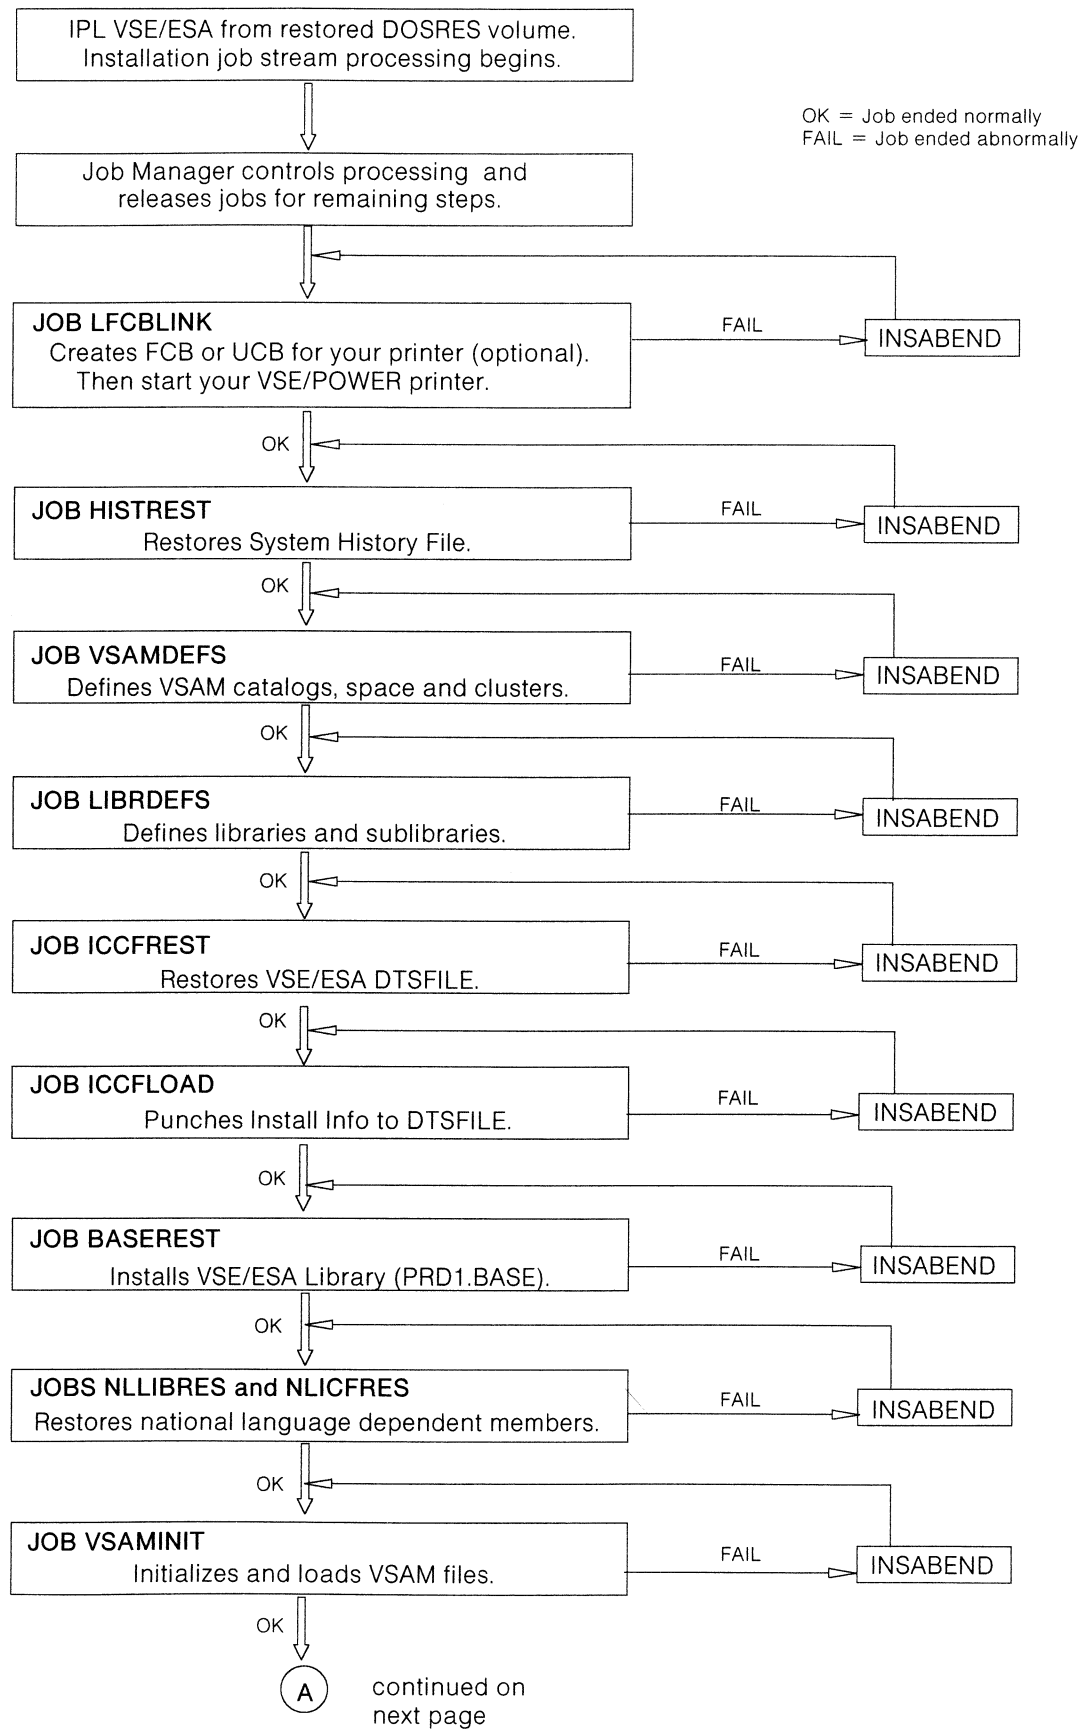 IPL VSE/ESA from restored DOSRES volume.
Installation job stream processing begins.
OK = Job ended normally
FAIL = Job ended abnormally
Job Manager controls processing and
releases jobs for remaining steps.
JOB LFCBLINK
Creates FCB or UCB for your printer (optional).
Then start your VSE/POWER printer.
FAIL
INSABEND
OK
JOB HISTREST
Restores System History File.
FAIL
INSABEND
OK
JOB VSAMDEFS
Defines VSAM catalogs, space and clusters.
FAIL
INSABEND
OK
JOB LIBRDEFS
Defines libraries and sublibraries.
FAIL
INSABEND
OK
JOB ICCFREST
Restores VSE/ESA DTSFILE.
FAIL
INSABEND
OK
JOB ICCFLOAD
Punches Install Info to DTSFILE.
FAIL
INSABEND
OK
JOB BASEREST
Installs VSE/ESA Library (PRD1.BASE).
FAIL
INSABEND
OK
JOBS NLLIBRES and NLICFRES
Restores national language dependent members.
FAIL
INSABEND
OK
JOB VSAMINIT
Initializes and loads VSAM files.
FAIL
INSABEND
OK
A
continued on
next page